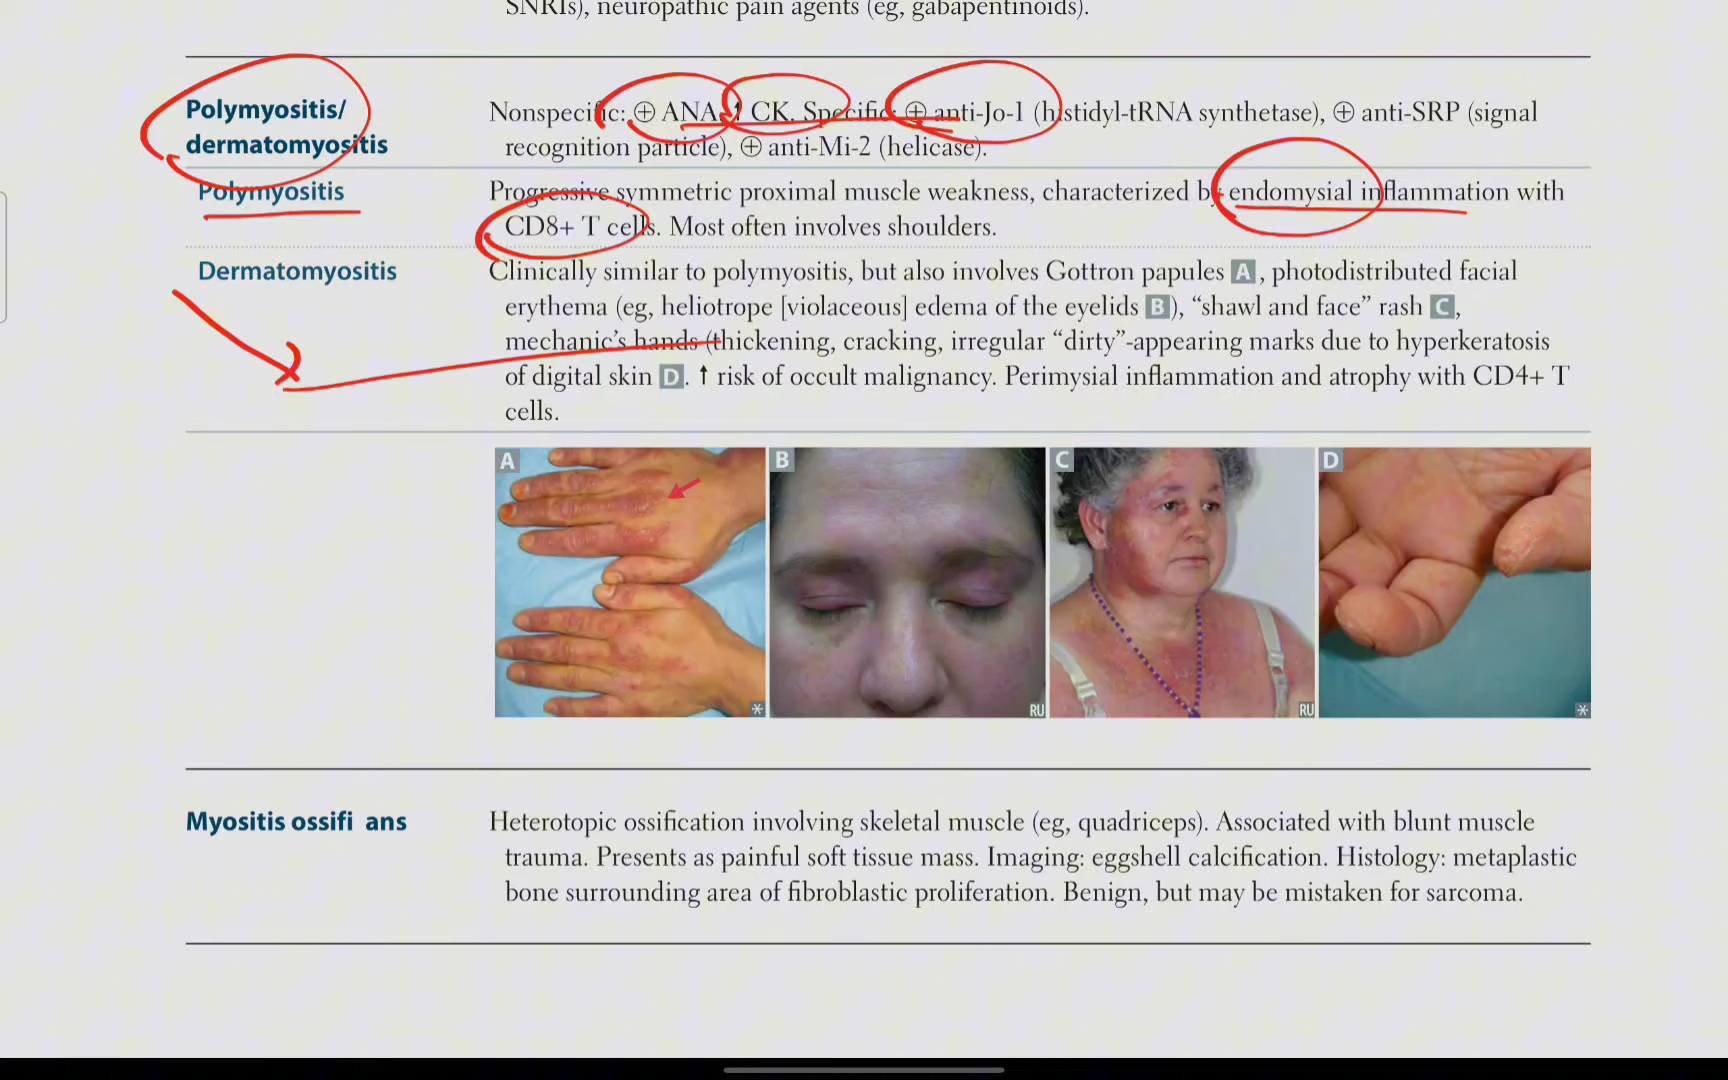 SNRIs), neuropathic pain agents (eg, gabapentinoids).
Polymyositis/
dermatomyositis
Nonspecific: ⊕ ANA, ↑ CK. Specific: ⊕ anti-Jo-1 (histidyl-tRNA synthetase), ⊕ anti-SRP (signal
recognition particle), ⊕ anti-Mi-2 (helicase).
Polymyositis
Progressive symmetric proximal muscle weakness, characterized by endomysial inflammation with
CD8+ T cells. Most often involves shoulders.
Dermatomyositis
Clinically similar to polymyositis, but also involves Gottron papules A, photodistributed facial
erythema (eg, heliotrope [violaceous] edema of the eyelids B), “shawl and face” rash C,
mechanic’s hands (thickening, cracking, irregular “dirty”-appearing marks due to hyperkeratosis
of digital skin D. ↑ risk of occult malignancy. Perimysial inflammation and atrophy with CD4+ T
cells.
A
B
C
D
RU
RU
Myositis ossifi ans
Heterotopic ossification involving skeletal muscle (eg, quadriceps). Associated with blunt muscle
trauma. Presents as painful soft tissue mass. Imaging: eggshell calcification. Histology: metaplastic
bone surrounding area of fibroblastic proliferation. Benign, but may be mistaken for sarcoma.